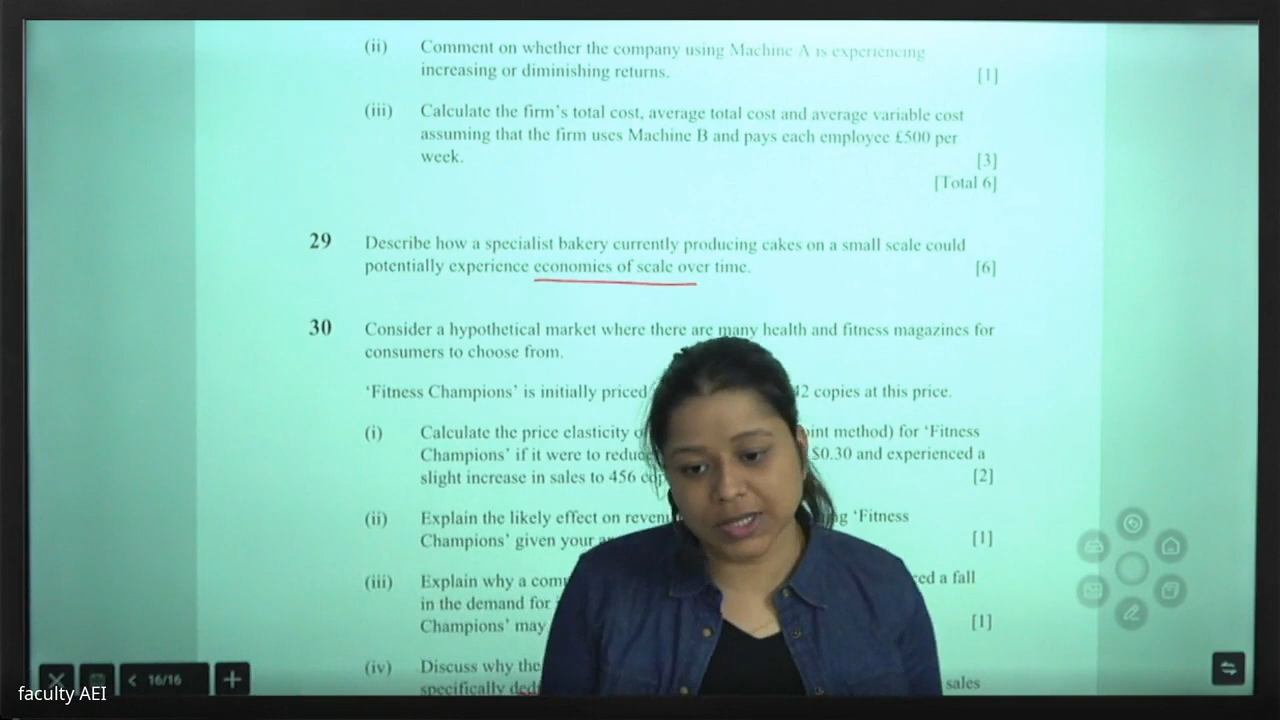 (ii) Comment on whether the company using Machine A is experiencing
increasing or diminishing returns. [1]
(iii) Calculate the firm's total cost, average total cost and average variable cost
assuming that the firm uses Machine B and pays each employee £500 per
week. [3]
[Total 6]
29 Describe how a specialist bakery currently producing cakes on a small scale could
potentially experience economies of scale over time. [6]
30 Consider a hypothetical market where there are many health and fitness magazines for
consumers to choose from.
'Fitness Champions' is initially priced copies at this price.
(i) Calculate the price elasticity method) for 'Fitness
Champions' if it were to $0.30 and experienced a
slight increase in sales to 456 [2]
(ii) Explain the likely effect on 'Fitness
Champions' given your [1]
(iii) Explain why a a fall
in the demand for
Champions' may [1]
(iv) Discuss why the
specifically sales
16/16
faculty AEI